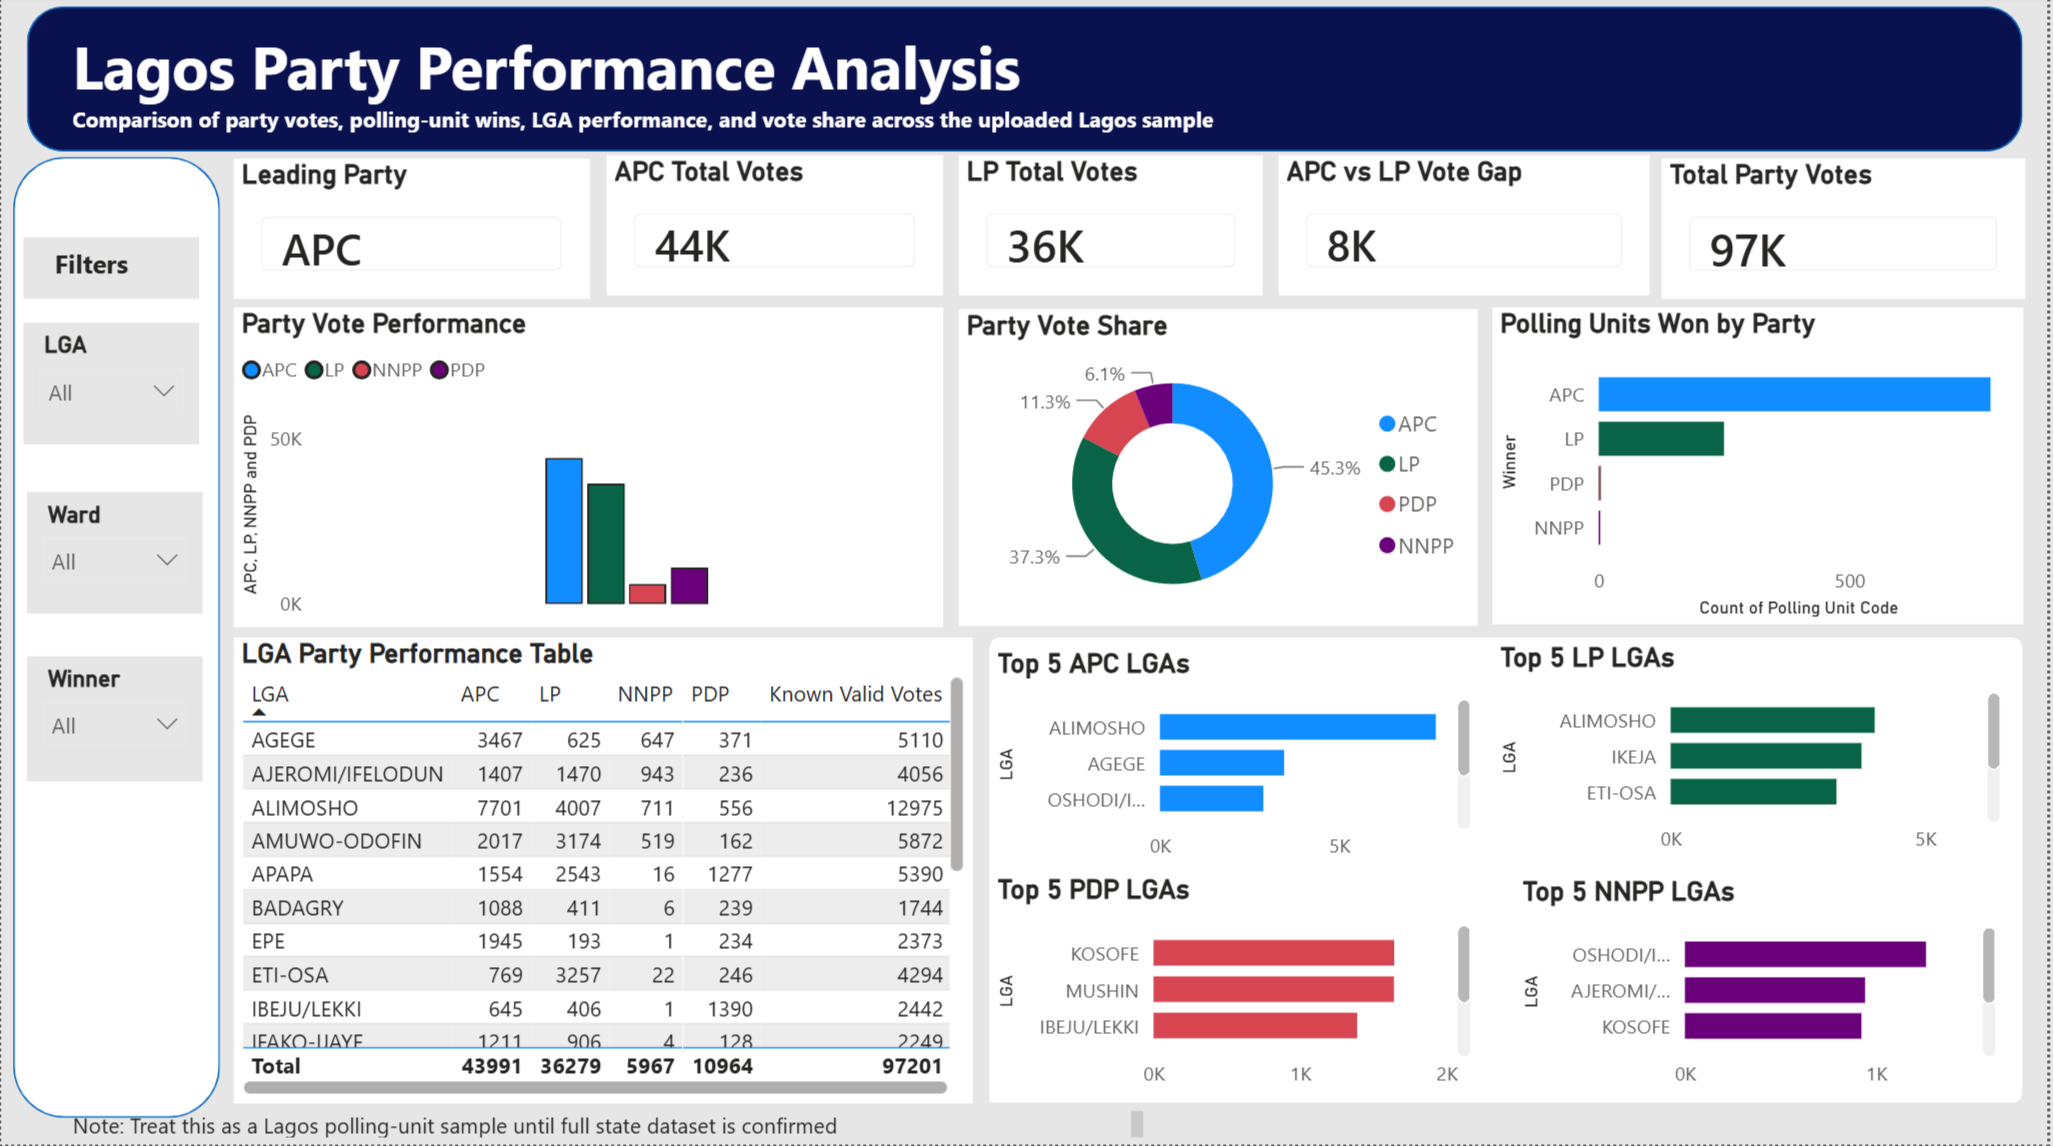 Lagos Party Performance Analysis
Comparison of party votes, polling-unit wins, LGA performance, and vote share across the uploaded Lagos sample
Filters
LGA
All
Ward
All
Winner
All
Leading Party
APC
APC Total Votes
44K
LP Total Votes
36K
APC vs LP Vote Gap
8K
Total Party Votes
97K
Party Vote Performance
APC LP NNPP PDP
APC, LP, NNPP and PDP
50K
0K
Party Vote Share
6.1%
11.3%
45.3%
37.3%
APC
LP
PDP
NNPP
Polling Units Won by Party
Winner
APC
LP
PDP
NNPP
0 500
Count of Polling Unit Code
LGA Party Performance Table
LGA APC LP NNPP PDP Known Valid Votes
AGEGE 3467 625 647 371 5110
AJEROMI/IFELODUN 1407 1470 943 236 4056
ALIMOSHO 7701 4007 711 556 12975
AMUWO-ODOFIN 2017 3174 519 162 5872
APAPA 1554 2543 16 1277 5390
BADAGRY 1088 411 6 239 1744
EPE 1945 193 1 234 2373
ETI-OSA 769 3257 22 246 4294
IBEJU/LEKKI 645 406 1 1390 2442
IFAKO-IJAYE 1211 906 4 128 2249
Total 43991 36279 5967 10964 97201
Top 5 APC LGAs
LGA
ALIMOSHO
AGEGE
OSHODI/I...
0K 5K
Top 5 LP LGAs
LGA
ALIMOSHO
IKEJA
ETI-OSA
0K 5K
Top 5 PDP LGAs
LGA
KOSOFE
MUSHIN
IBEJU/LEKKI
0K 1K 2K
Top 5 NNPP LGAs
LGA
OSHODI/I...
AJEROMI/...
KOSOFE
0K 1K
Note: Treat this as a Lagos polling-unit sample until full state dataset is confirmed